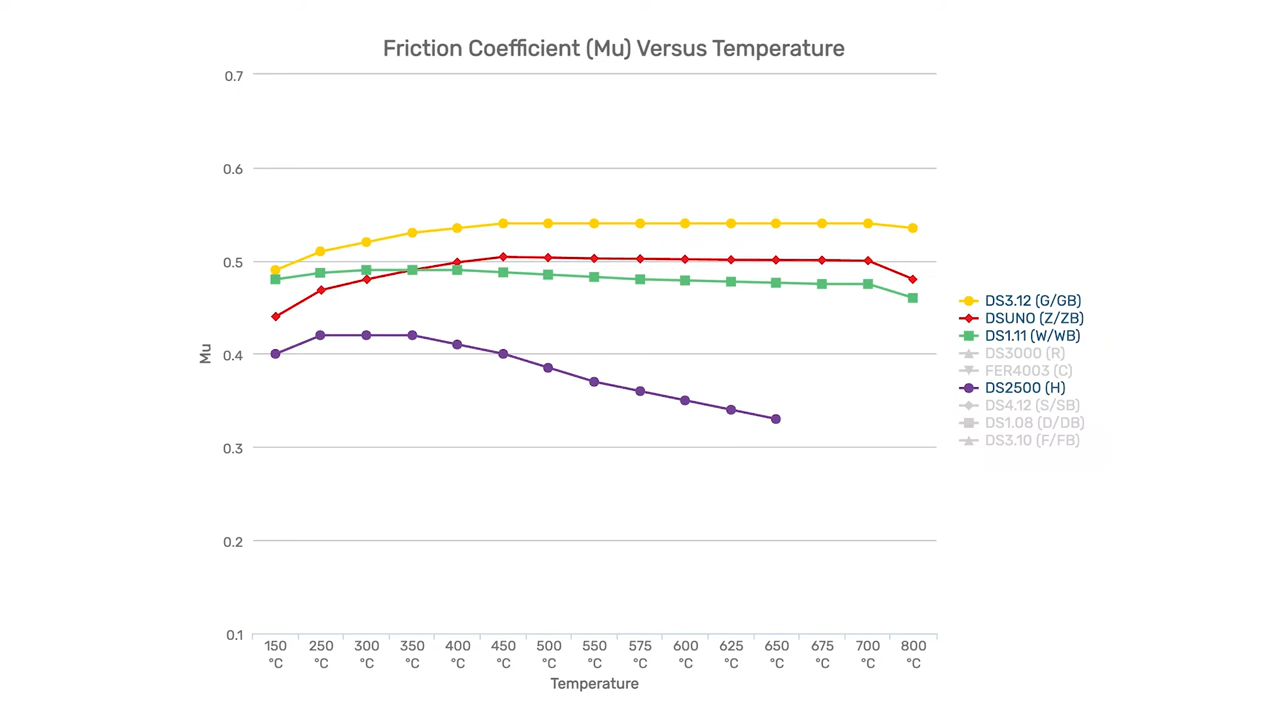 Friction Coefficient (Mu) Versus Temperature
0.7
0.6
0.5
0.4
0.3
0.2
0.1
Mu
150 °C
250 °C
300 °C
350 °C
400 °C
450 °C
500 °C
550 °C
575 °C
600 °C
625 °C
650 °C
675 °C
700 °C
800 °C
Temperature
DS3.12 (G/GB)
DSUNO (Z/ZB)
DS1.11 (W/WB)
DS3000 (R)
FER4003 (C)
DS2500 (H)
DS4.12 (S/SB)
DS1.08 (D/DB)
DS3.10 (F/FB)